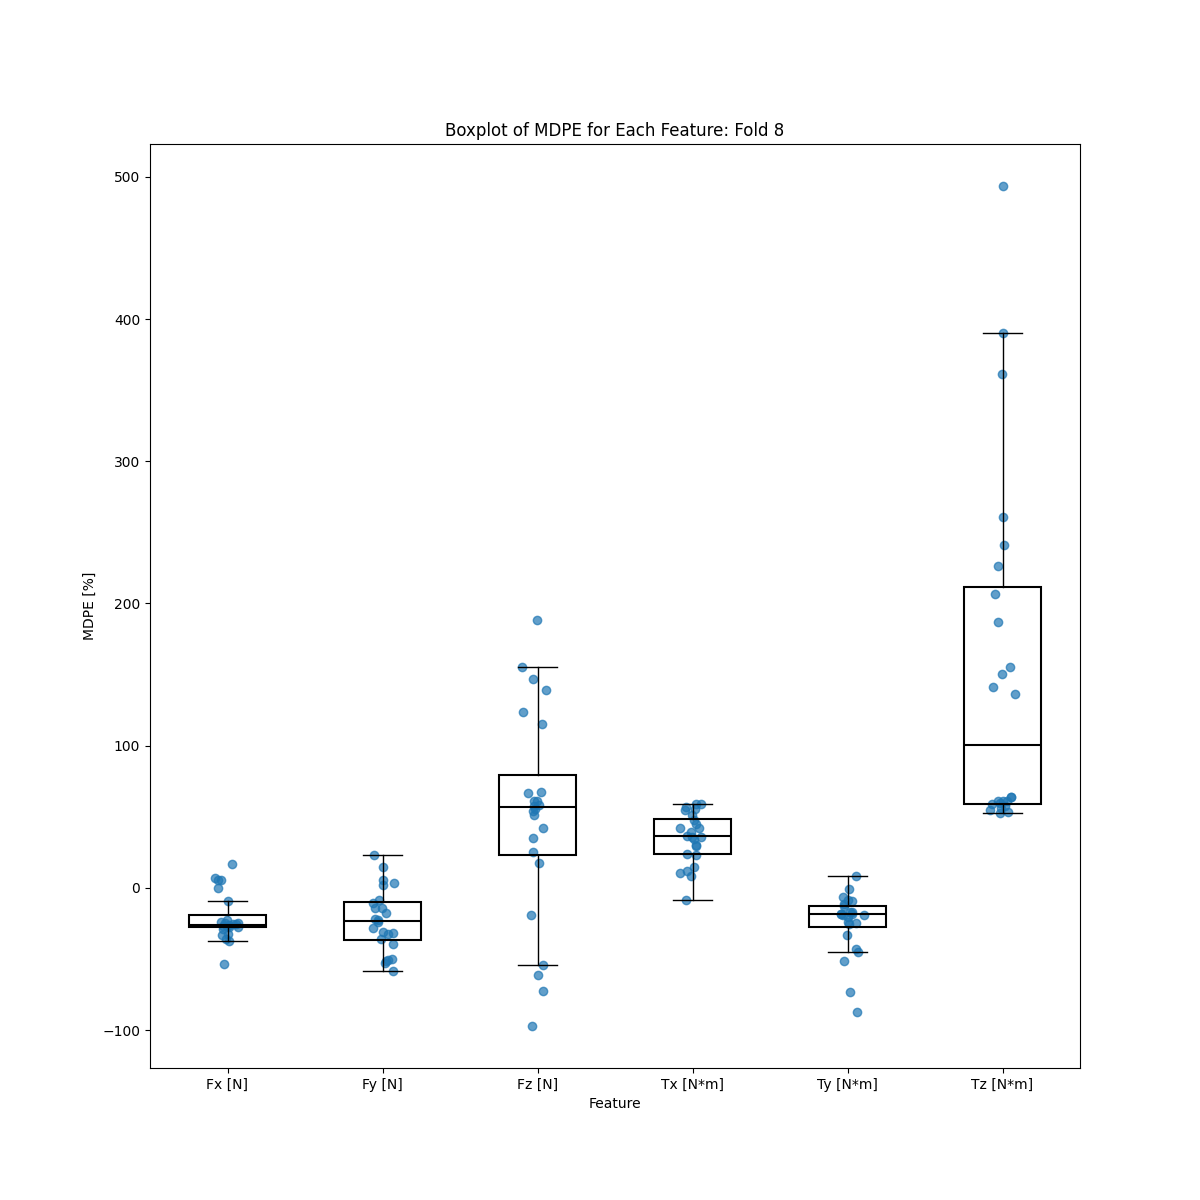 Boxplot of MDPE for Each Feature: Fold 8
500
400
300
200
100
0
−100
MDPE [%]
Fx [N] Fy [N] Fz [N] Tx [N*m] Ty [N*m] Tz [N*m]
Feature